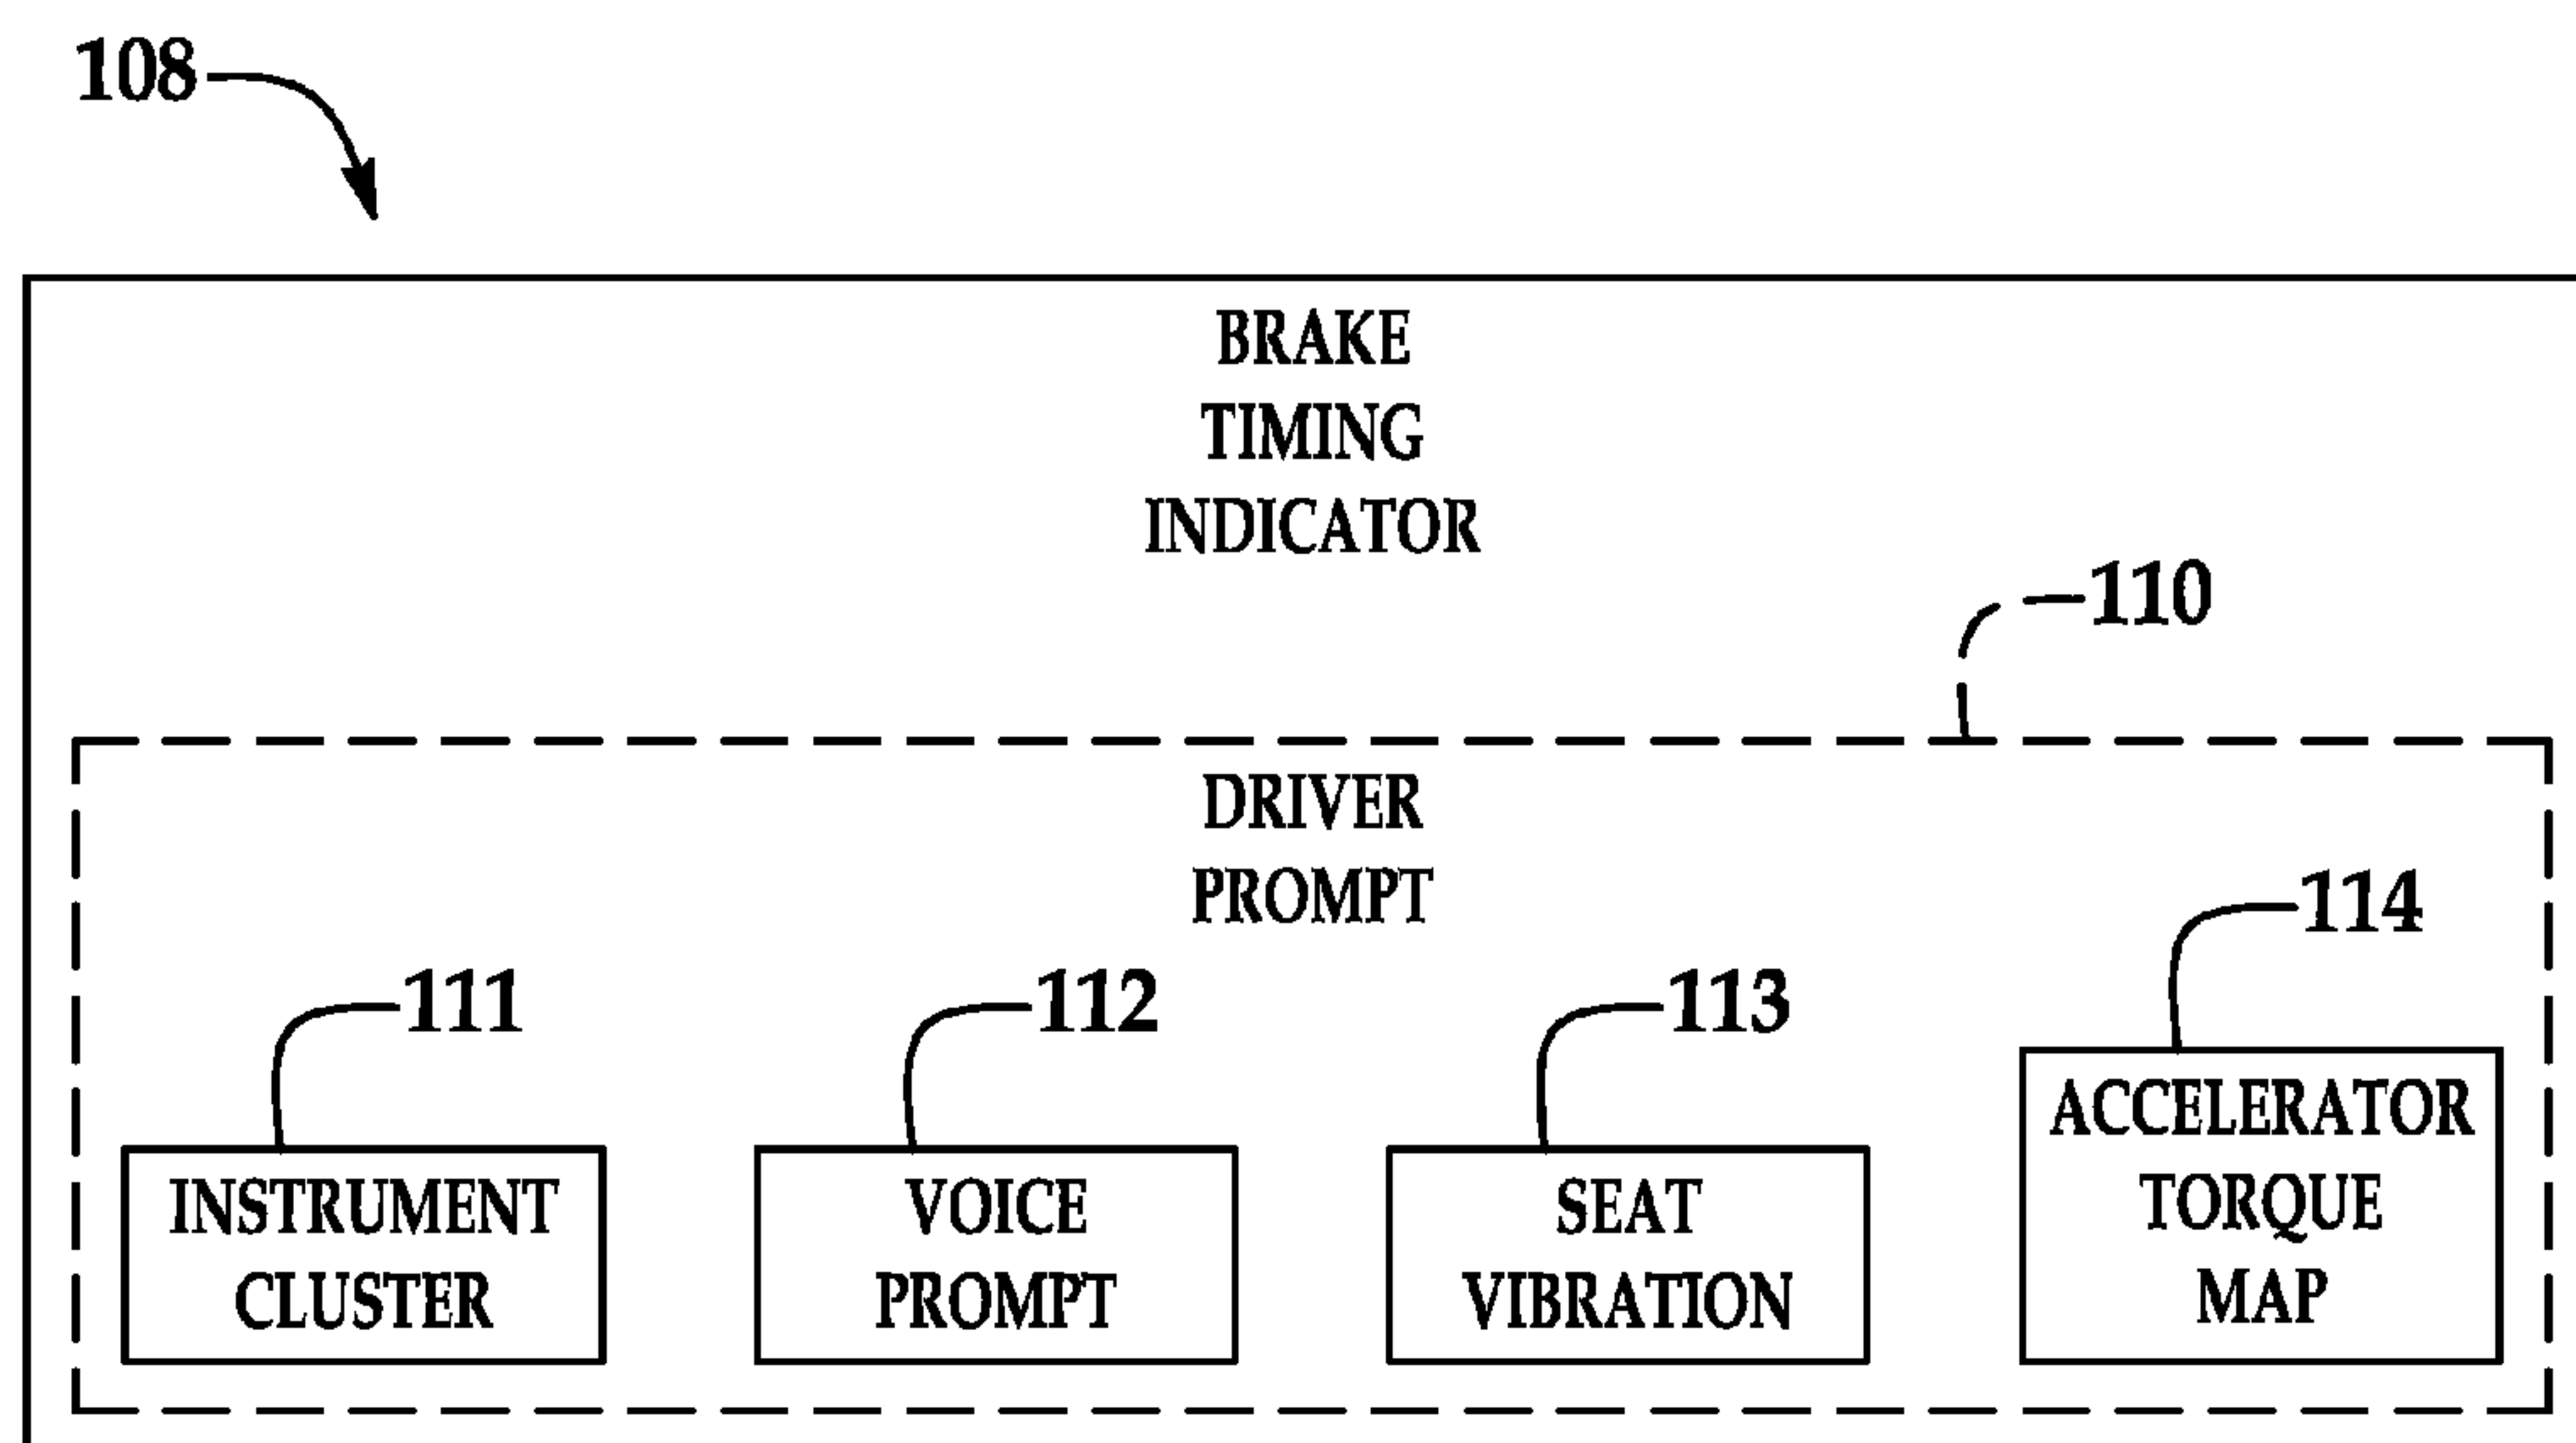 108
BRAKE
TIMING
INDICATOR
110
DRIVER
PROMPT
111
112
113
114
INSTRUMENT
CLUSTER
VOICE
PROMPT
SEAT
VIBRATION
ACCELERATOR
TORQUE
MAP